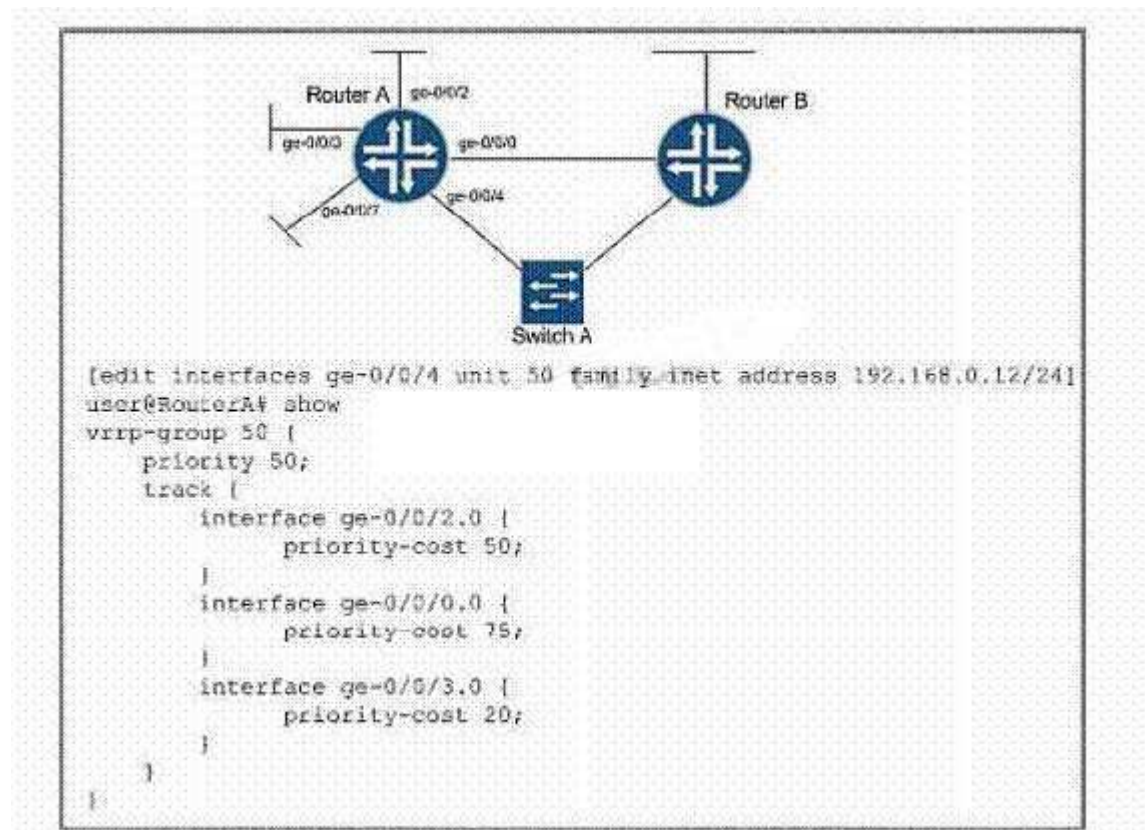 Router A
ge-0/0/2
Router B
ge-0/0/3
ge-0/0/0
ge-0/0/7
ge-0/0/4
Switch A
[edit interfaces ge-0/0/4 unit 50 family inet address 192.168.0.12/24]
user@RouterA# show
vrrp-group 50 {
priority 50;
track {
interface ge-0/0/2.0 {
priority-cost 50;
}
interface ge-0/0/0.0 {
priority-cost 75;
}
interface ge-0/0/3.0 {
priority-cost 20;
}
}
}